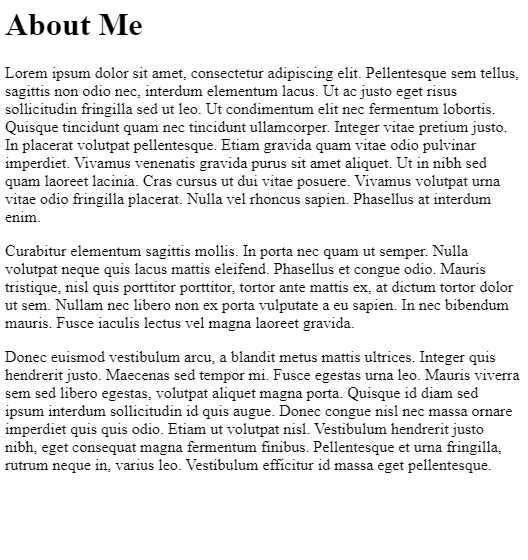 About Me
Lorem ipsum dolor sit amet, consectetur adipiscing elit. Pellentesque sem tellus,
sagittis non odio nec, interdum elementum lacus. Ut ac justo eget risus
sollicitudin fringilla sed ut leo. Ut condimentum elit nec fermentum lobortis.
Quisque tincidunt quam nec tincidunt ullamcorper. Integer vitae pretium justo.
In placerat volutpat pellentesque. Etiam gravida quam vitae odio pulvinar
imperdiet. Vivamus venenatis gravida purus sit amet aliquet. Ut in nibh sed
quam laoreet lacinia. Cras cursus ut dui vitae posuere. Vivamus volutpat urna
vitae odio fringilla placerat. Nulla vel rhoncus sapien. Phasellus at interdum
enim.
Curabitur elementum sagittis mollis. In porta nec quam ut semper. Nulla
volutpat neque quis lacus mattis eleifend. Phasellus et congue odio. Mauris
tristique, nisl quis porttitor porttitor, tortor ante mattis ex, at dictum tortor dolor
ut sem. Nullam nec libero non ex porta vulputate a eu sapien. In nec bibendum
mauris. Fusce iaculis lectus vel magna laoreet gravida.
Donec euismod vestibulum arcu, a blandit metus mattis ultrices. Integer quis
hendrerit justo. Maecenas sed tempor mi. Fusce egestas urna leo. Mauris viverra
sem sed libero egestas, volutpat aliquet magna porta. Quisque id diam sed
ipsum interdum sollicitudin id quis augue. Donec congue nisl nec massa ornare
imperdiet quis quis odio. Etiam ut volutpat nisl. Vestibulum hendrerit justo
nibh, eget consequat magna fermentum finibus. Pellentesque et urna fringilla,
rutrum neque in, varius leo. Vestibulum efficitur id massa eget pellentesque.